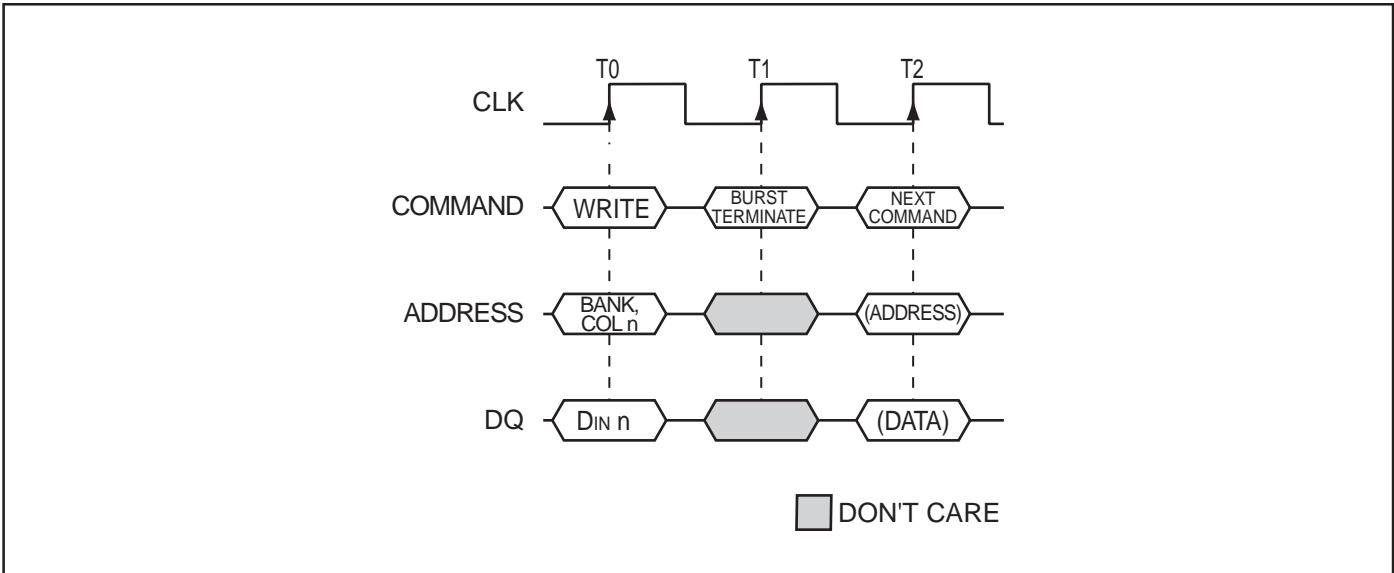 T0 T1 T2
CLK
COMMAND WRITE BURST TERMINATE NEXT COMMAND
ADDRESS BANK, COL n (ADDRESS)
DQ DIN n (DATA)
DON'T CARE